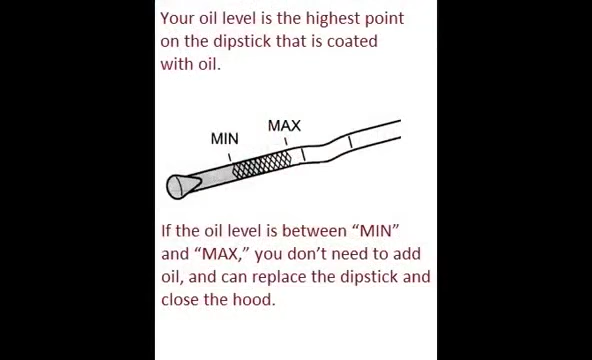 Your oil level is the highest point
on the dipstick that is coated
with oil.
MAX
MIN
If the oil level is between “MIN”
and “MAX,” you don’t need to add
oil, and can replace the dipstick and
close the hood.